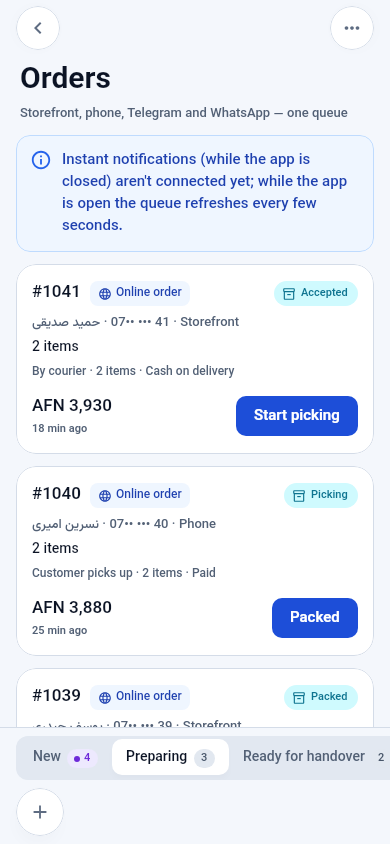 Orders
Storefront, phone, Telegram and WhatsApp — one queue
Instant notifications (while the app is
closed) aren't connected yet; while the app
is open the queue refreshes every few
seconds.
#1041 Online order Accepted
حمید صدیقی · 07•• ••• 41 · Storefront
2 items
By courier · 2 items · Cash on delivery
AFN 3,930 Start picking
18 min ago
#1040 Online order Picking
نسرین امیری · 07•• ••• 40 · Phone
2 items
Customer picks up · 2 items · Paid
AFN 3,880 Packed
25 min ago
#1039 Online order Packed
07•• ••• 39 · Storefront
New 4 Preparing 3 Ready for handover 2